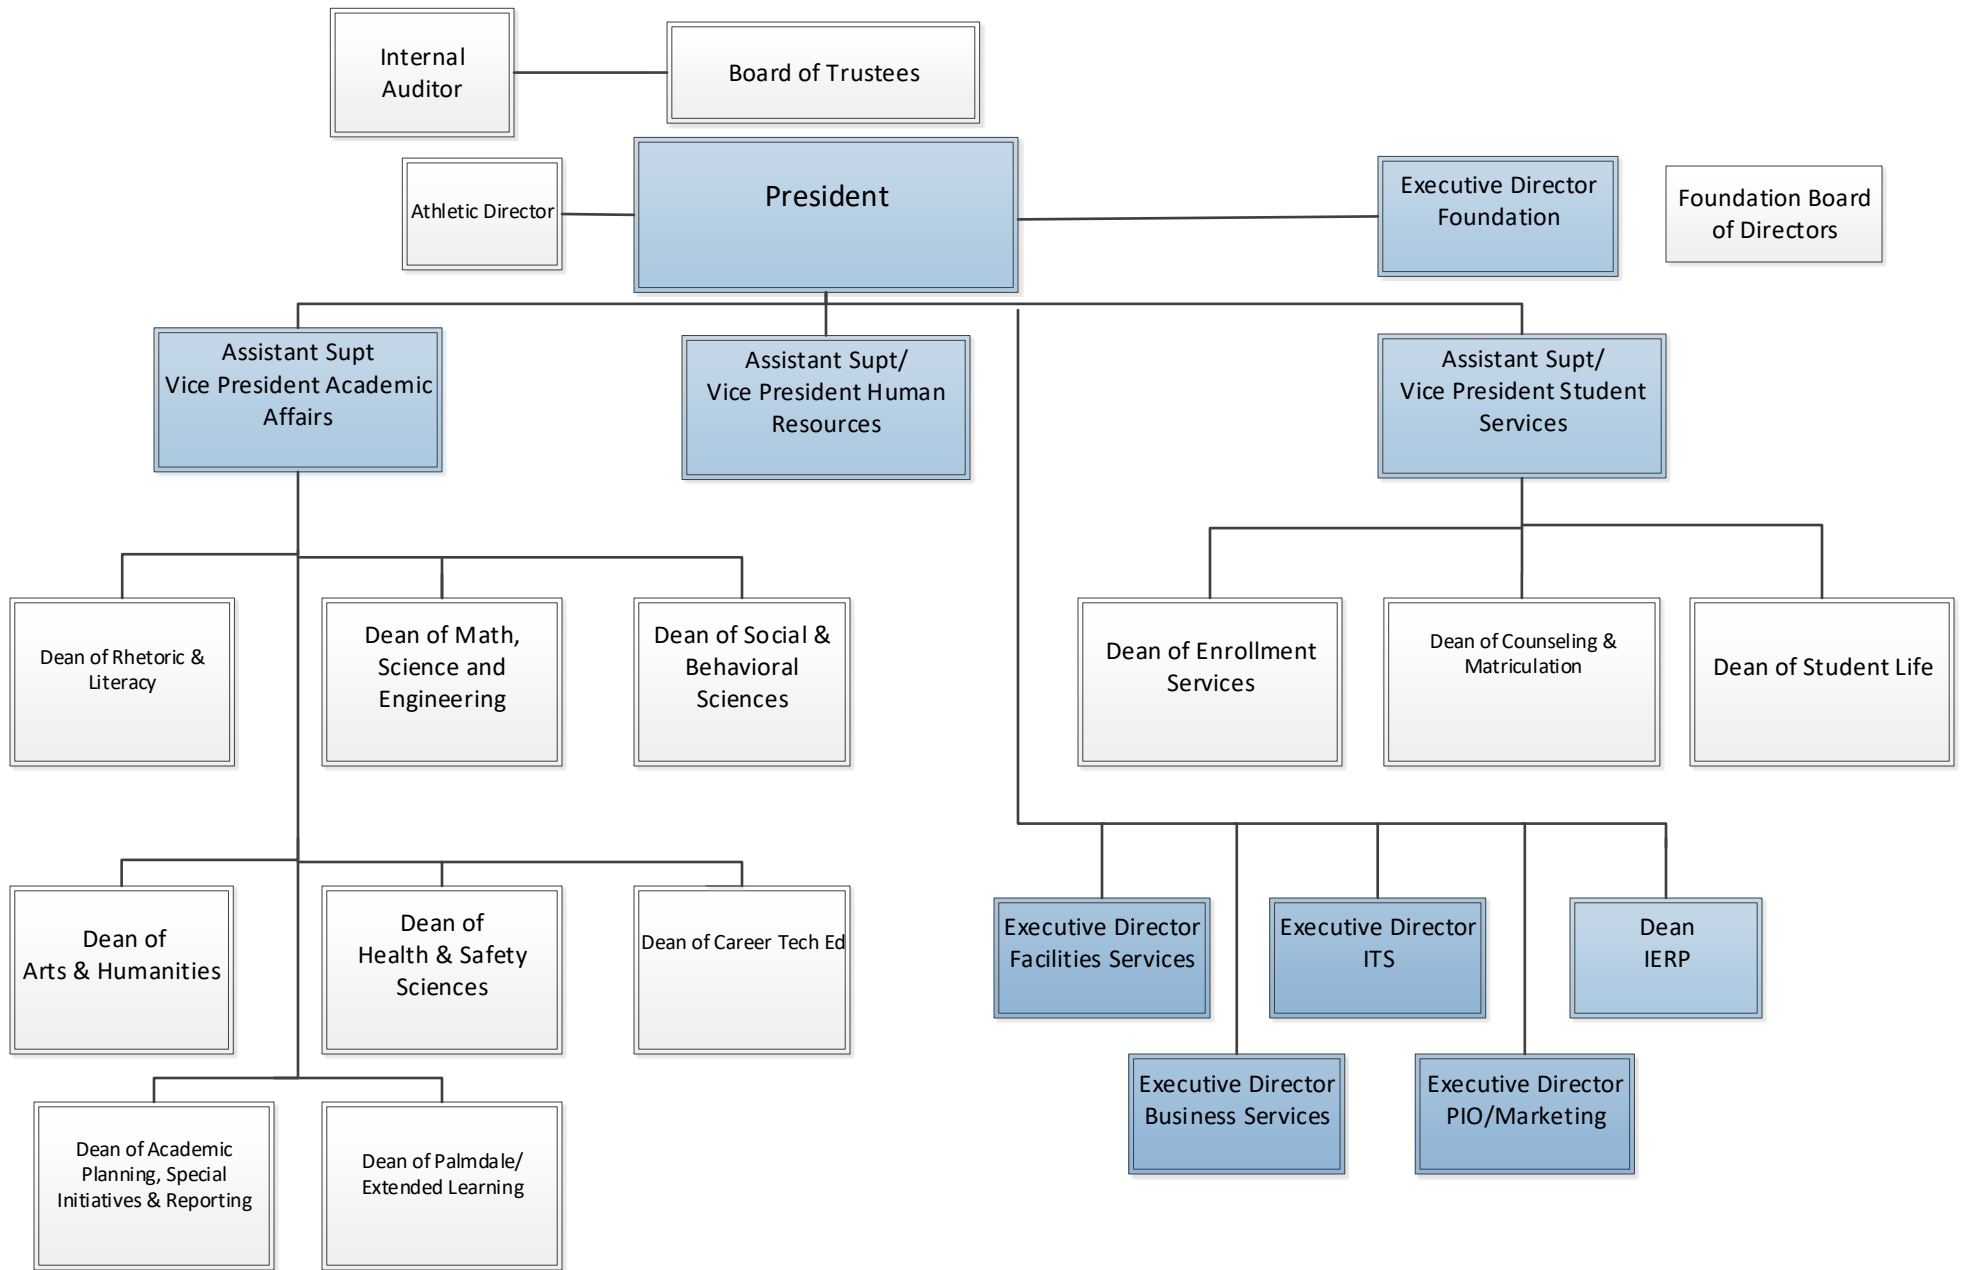 Internal
Auditor
Board of Trustees
Athletic Director
President
Executive Director
Foundation
Foundation Board
of Directors
Assistant Supt
Vice President Academic
Affairs
Assistant Supt/
Vice President Human
Resources
Assistant Supt/
Vice President Student
Services
Dean of Rhetoric &
Literacy
Dean of Math,
Science and
Engineering
Dean of Social &
Behavioral
Sciences
Dean of Enrollment
Services
Dean of Counseling &
Matriculation
Dean of Student Life
Dean of
Arts & Humanities
Dean of
Health & Safety
Sciences
Dean of Career Tech Ed
Executive Director
Facilities Services
Executive Director
ITS
Dean
IERP
Executive Director
Business Services
Executive Director
PIO/Marketing
Dean of Academic
Planning, Special
Initiatives & Reporting
Dean of Palmdale/
Extended Learning